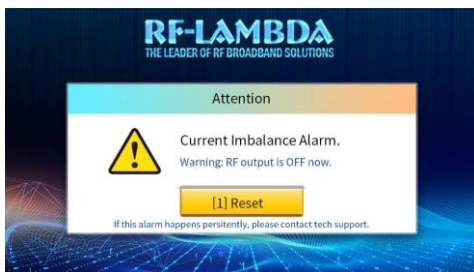 RF-LAMBDA
THE LEADER OF RF BROADBAND SOLUTIONS
Attention
Current Imbalance Alarm.
Warning: RF output is OFF now.
[1] Reset
If this alarm happens persitently, please contact tech support.